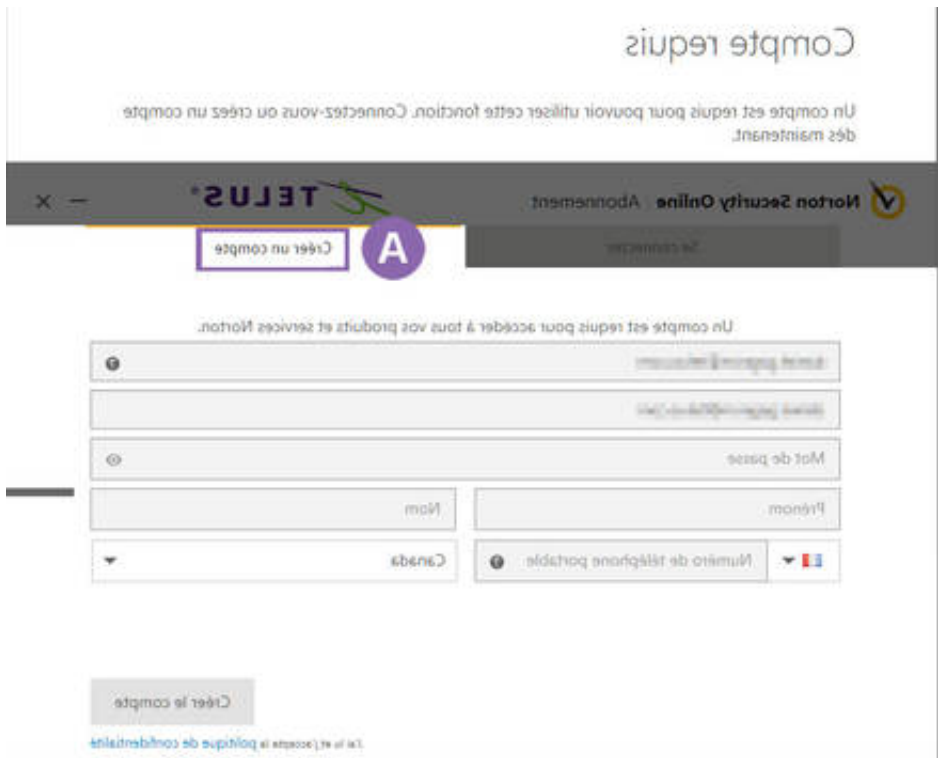 Compte requis
Un compte est requis pour pouvoir utiliser cette fonction. Connectez-vous ou créez un compte
dès maintenant.
Norton Security Online Abonnement TELUS®
Se connecter A Créer un compte
Un compte est requis pour accéder à tous vos produits et services Norton.
Mot de passe
Prénom Nom
Numéro de téléphone portable Canada
Créer le compte
J'ai lu et j'accepte la politique de confidentialité